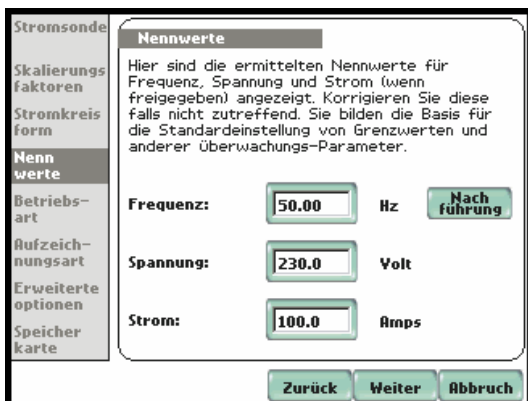 Stromsonde
Skalierungs
faktoren
Stromkreis
form
Nenn
werte
Betriebs-
art
Aufzeich-
nungsart
Erweiterte
optionen
Speicher
karte
Nennwerte
Hier sind die ermittelten Nennwerte für
Frequenz, Spannung und Strom (wenn
freigegeben) angezeigt. Korrigieren Sie diese
falls nicht zutreffend. Sie bilden die Basis für
die Standardeinstellung von Grenzwerten und
anderer überwachungs-Parameter.
Frequenz: 50.00 Hz
Nach
führung
Spannung: 230.0 Volt
Strom: 100.0 Amps
Zurück Weiter Abbruch